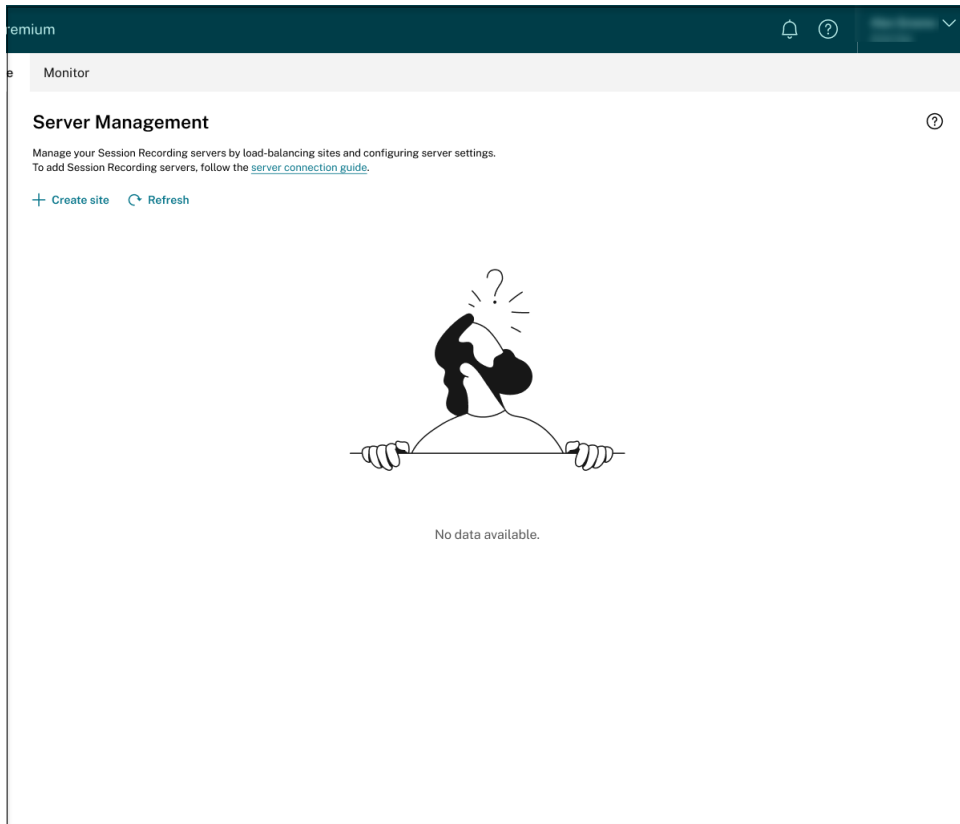 remium
e Monitor
Server Management
Manage your Session Recording servers by load-balancing sites and configuring server settings.
To add Session Recording servers, follow the server connection guide.
Create site Refresh
?
No data available.